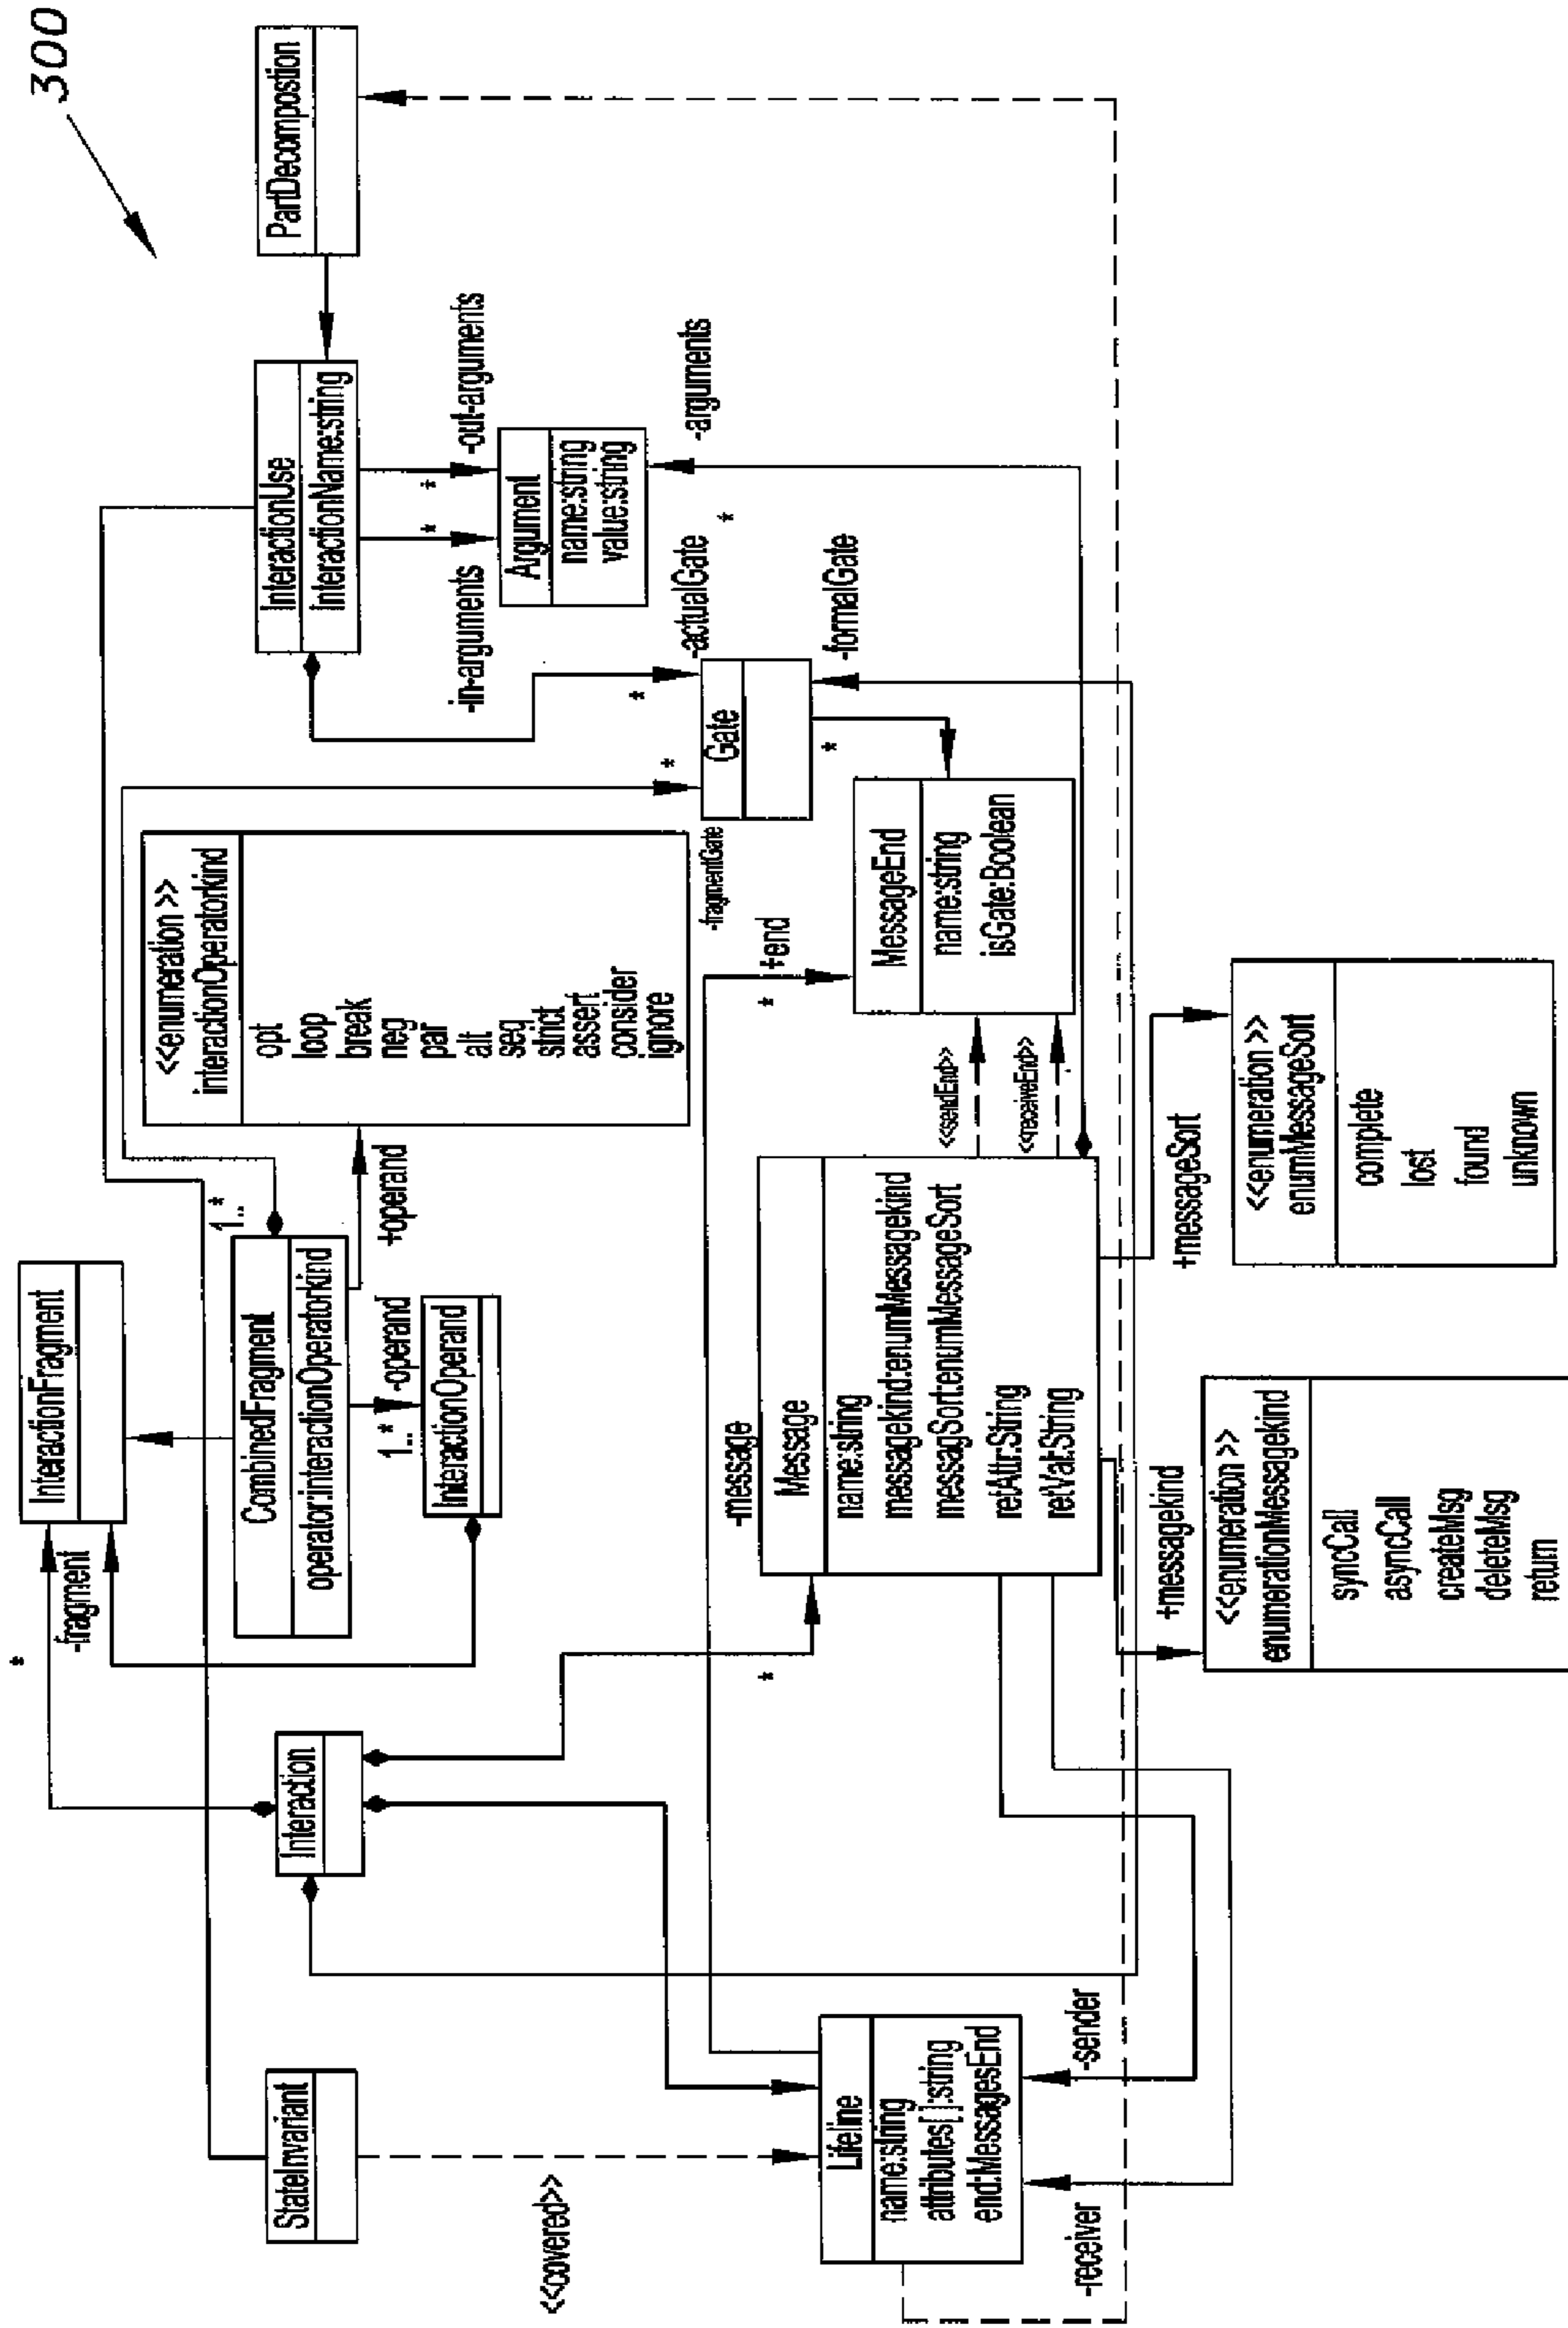 300
InteractionFragment
*
-fragment
PartDecompostion
StateInvariant
Interaction
CombinedFragment
operator:interactionOperatorkind
1..*
+operand
1..*
-operand
InteractionOperand
<<enumeration >>
interactionOperatorkind
opt
loop
break
neg
par
alt
seq
strict
assert
consider
ignore
InteractionUse
InteractionName:string
*
*
-in-arguments
-out-arguments
Argument
name:string
value:string
*
-arguments
*
-actualGate
*
-fragmentGate
Gate
-formalGate
*
<<covered>>
Lifeline
name:string
attributes[ ]:string
end:MessagesEnd
-receiver
-sender
*
-message
Message
name:string
messagekind:enumMessagekind
messagSort:enumMessageSort
retAttr:String
retVal:String
*
+end
MessageEnd
name:string
isGate:Boolean
<<sendEnd>>
<<receiveEnd>>
+messagekind
<<enumeration >>
enumerationMessagekind
syncCall
asyncCall
createMsg
deleteMsg
return
+messageSort
<<enumeration >>
enumMessageSort
complete
lost
found
unknown